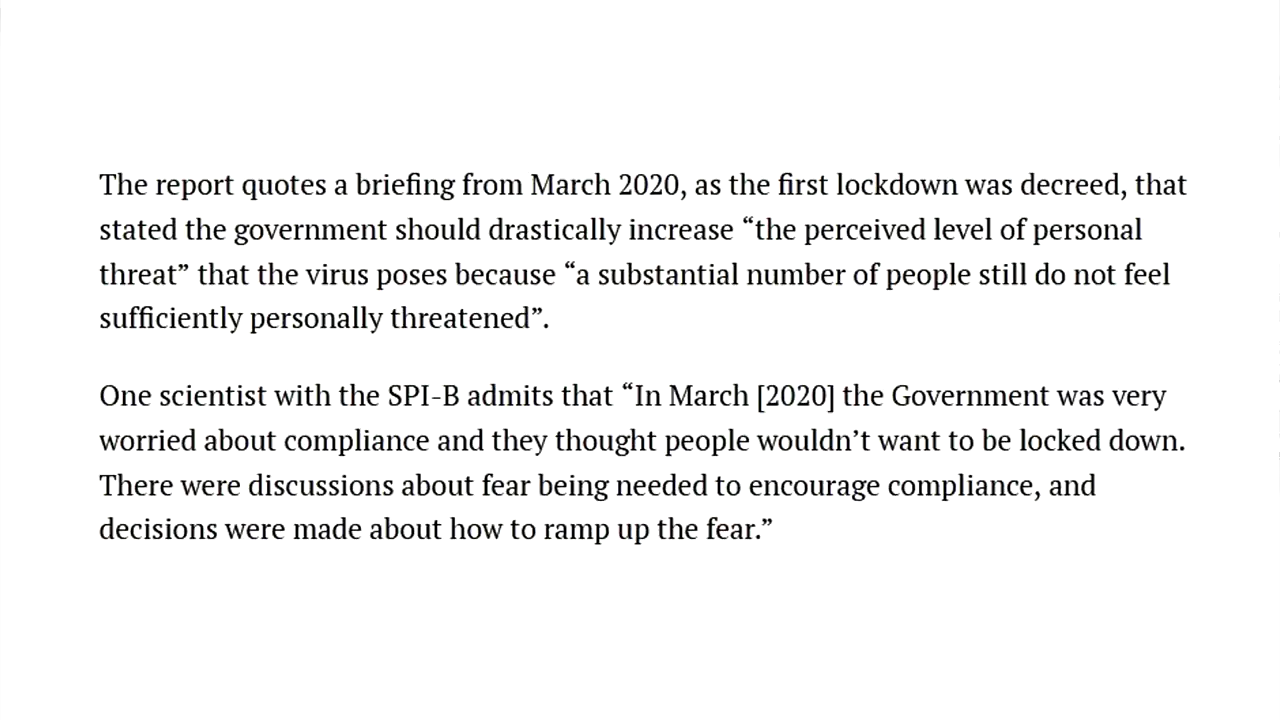 The report quotes a briefing from March 2020, as the first lockdown was decreed, that
stated the government should drastically increase “the perceived level of personal
threat” that the virus poses because “a substantial number of people still do not feel
sufficiently personally threatened”.
One scientist with the SPI-B admits that “In March [2020] the Government was very
worried about compliance and they thought people wouldn’t want to be locked down.
There were discussions about fear being needed to encourage compliance, and
decisions were made about how to ramp up the fear.”